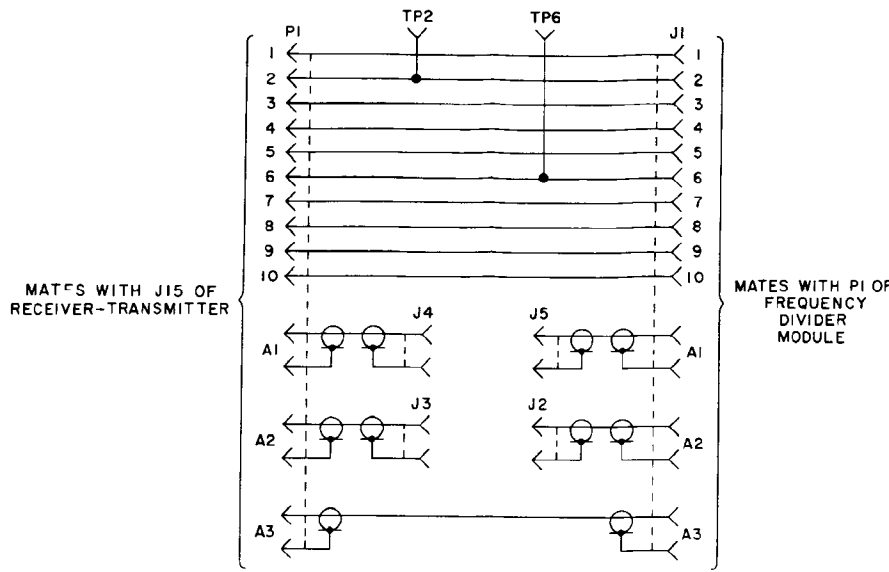 TP2 TP6
P1 J1
1 1
2 2
3 3
4 4
5 5
6 6
7 7
8 8
9 9
10 10
MATES WITH J15 OF
RECEIVER-TRANSMITTER
MATES WITH P1 OF
FREQUENCY
DIVIDER
MODULE
J4 J5
A1 A1
J3 J2
A2 A2
A3 A3